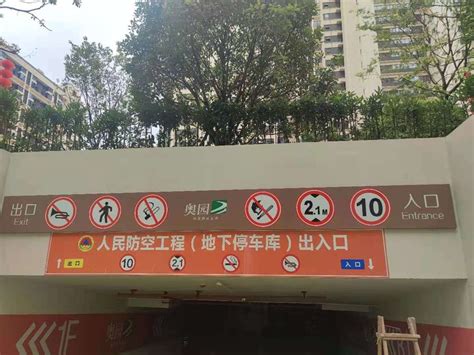 出口 奥园 2.1M 10 入口
Exit Entrance
人民防空工程（地下停车库）出入口
出口 10 2.1 入口
1F